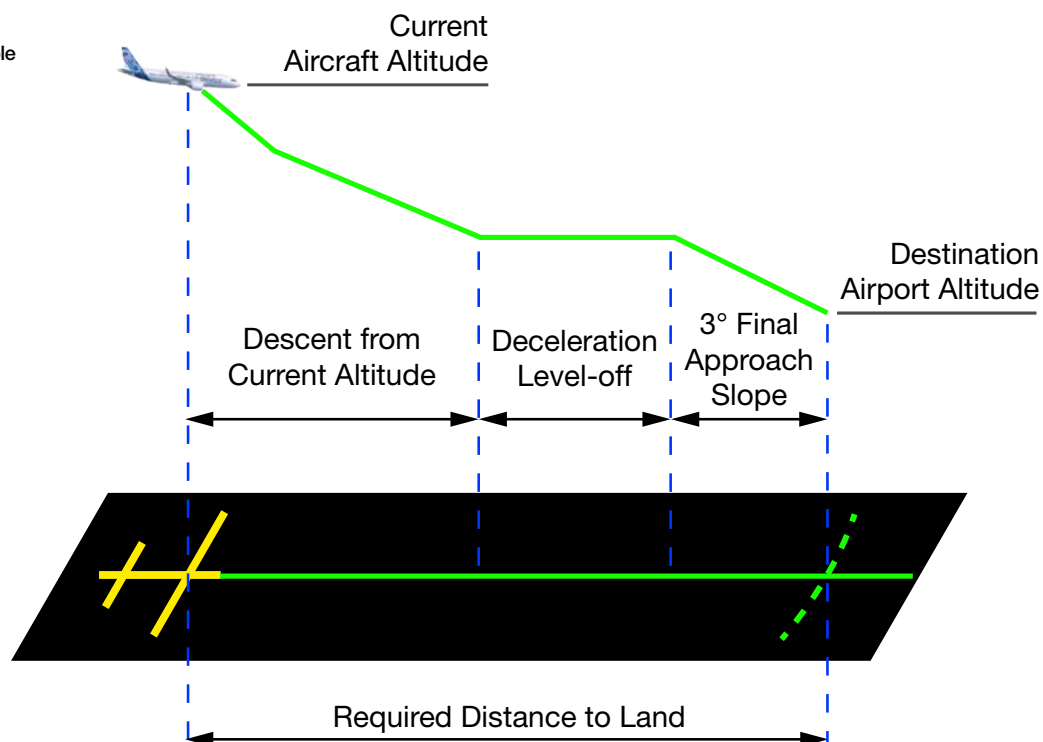 Current
Aircraft Altitude
Destination
Airport Altitude
Descent from
Current Altitude
Deceleration
Level-off
3° Final
Approach
Slope
Required Distance to Land